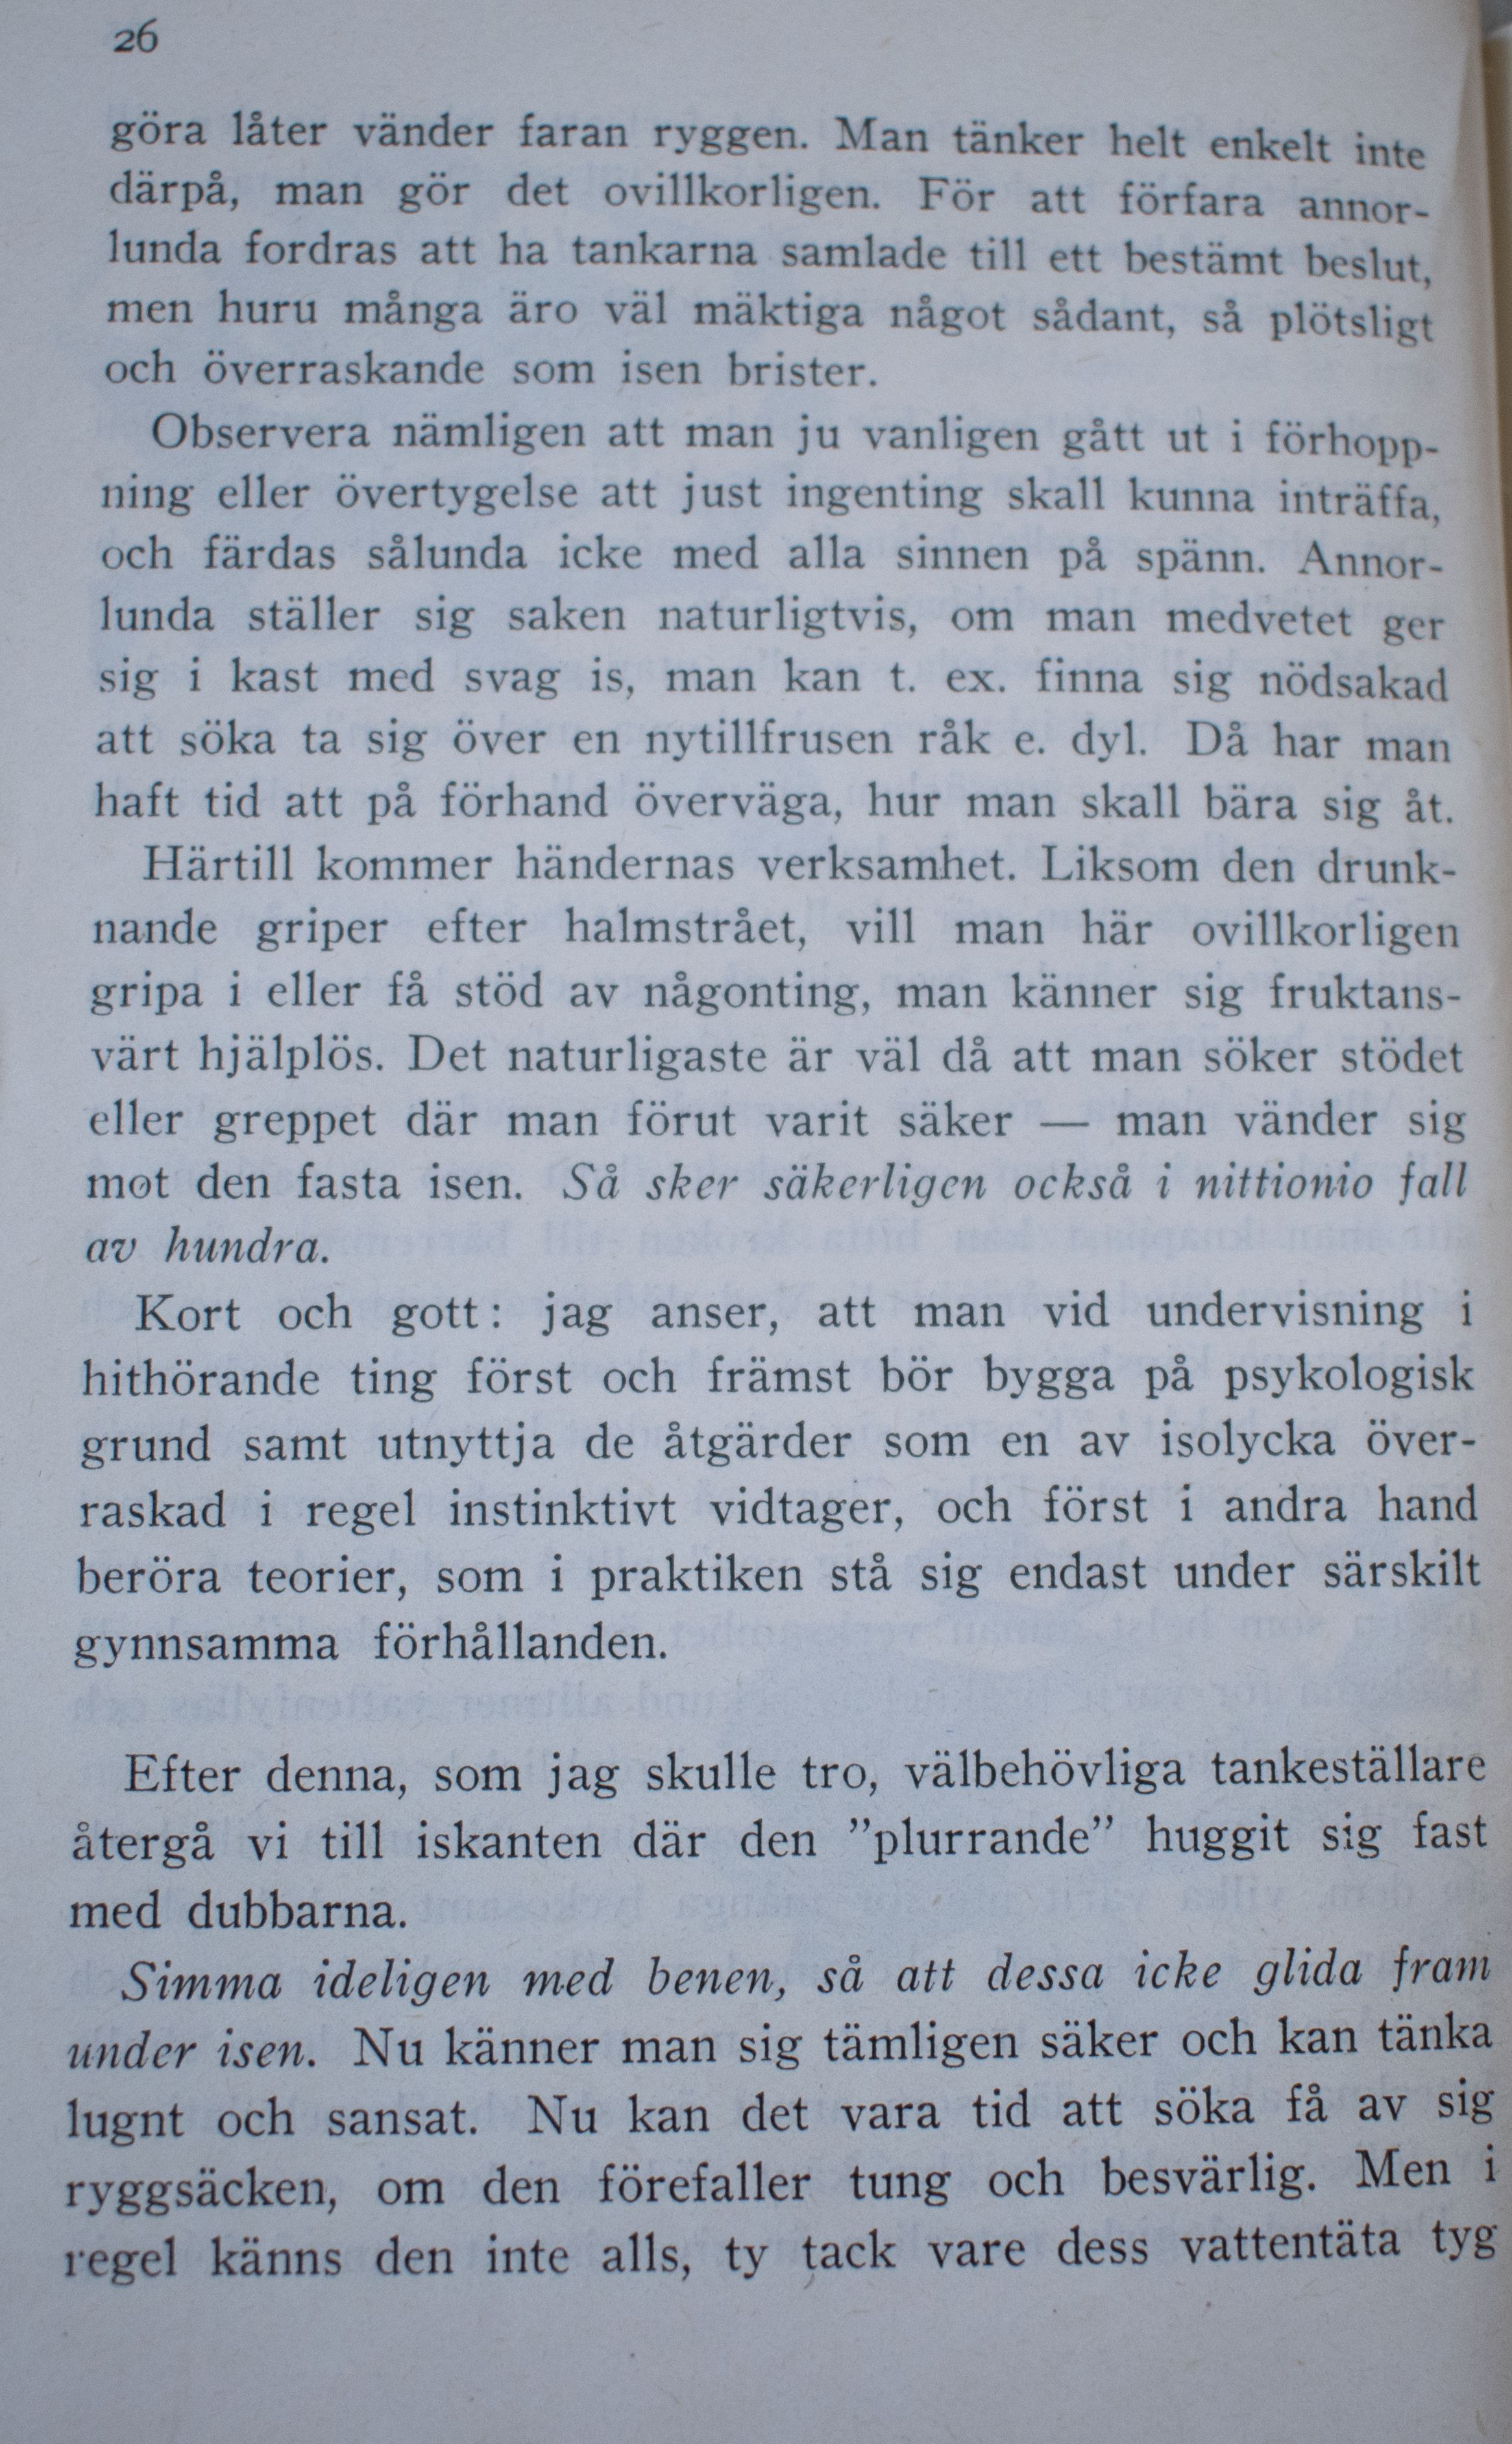 26
göra låter vänder faran ryggen. Man tänker helt enkelt inte
därpå, man gör det ovillkorligen. För att förfara annor-
lunda fordras att ha tankarna samlade till ett bestämt beslut,
men huru många äro väl mäktiga något sådant, så plötsligt
och överraskande som isen brister.
Observera nämligen att man ju vanligen gått ut i förhopp-
ning eller övertygelse att just ingenting skall kunna inträffa,
och färdas sålunda icke med alla sinnen på spänn. Annor-
lunda ställer sig saken naturligtvis, om man medvetet ger
sig i kast med svag is, man kan t. ex. finna sig nödsakad
att söka ta sig över en nytillfrusen råk e. dyl. Då har man
haft tid att på förhand överväga, hur man skall bära sig åt.
Härtill kommer händernas verksamhet. Liksom den drunk-
nande griper efter halmstrået, vill man här ovillkorligen
gripa i eller få stöd av någonting, man känner sig fruktans-
värt hjälplös. Det naturligaste är väl då att man söker stödet
eller greppet där man förut varit säker — man vänder sig
mot den fasta isen. Så sker säkerligen också i nittionio fall
av hundra.
Kort och gott: jag anser, att man vid undervisning i
hithörande ting först och främst bör bygga på psykologisk
grund samt utnyttja de åtgärder som en av isolycka över-
raskad i regel instinktivt vidtager, och först i andra hand
beröra teorier, som i praktiken stå sig endast under särskilt
gynnsamma förhållanden.
Efter denna, som jag skulle tro, välbehövliga tankeställare
återgå vi till iskanten där den ”plurrande” huggit sig fast
med dubbarna.
Simma ideligen med benen, så att dessa icke glida fram
under isen. Nu känner man sig tämligen säker och kan tänka
lugnt och sansat. Nu kan det vara tid att söka få av sig
ryggsäcken, om den förefaller tung och besvärlig. Men i
regel känns den inte alls, ty tack vare dess vattentäta tyg